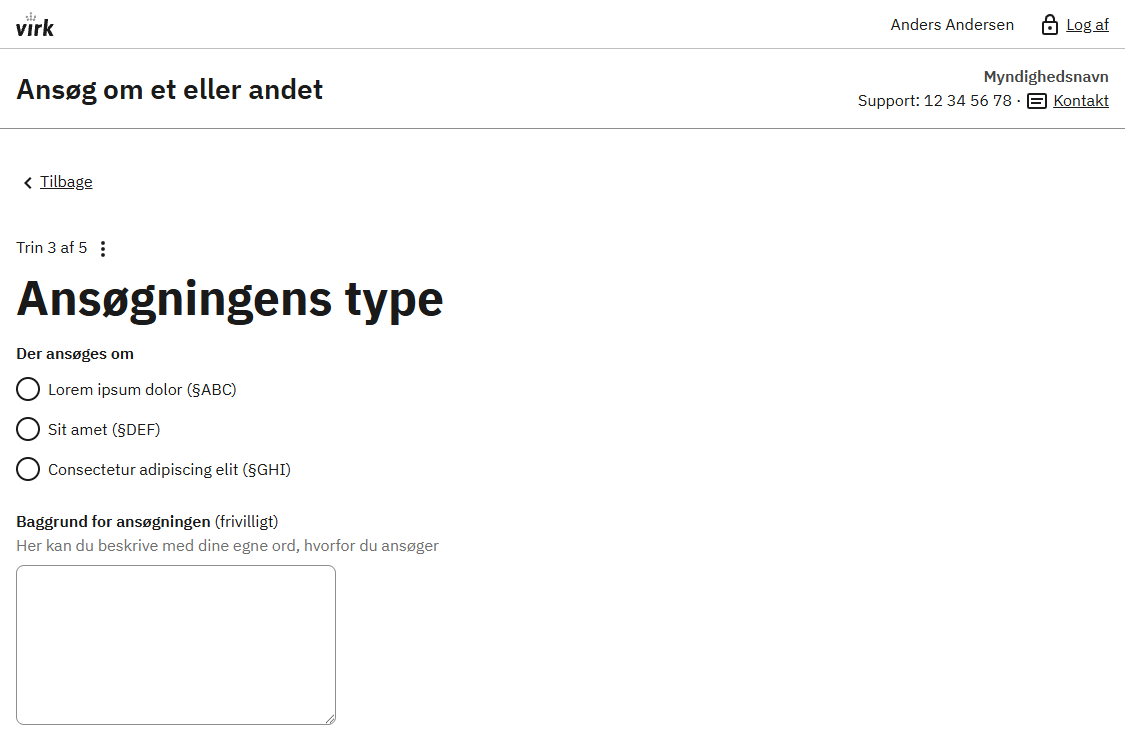 virk
Anders Andersen
Log af
Ansøg om et eller andet
Myndighedsnavn
Support: 12 34 56 78 · Kontakt
Tilbage
Trin 3 af 5
Ansøgningens type
Der ansøges om
Lorem ipsum dolor (§ABC)
Sit amet (§DEF)
Consectetur adipiscing elit (§GHI)
Baggrund for ansøgningen (frivilligt)
Her kan du beskrive med dine egne ord, hvorfor du ansøger